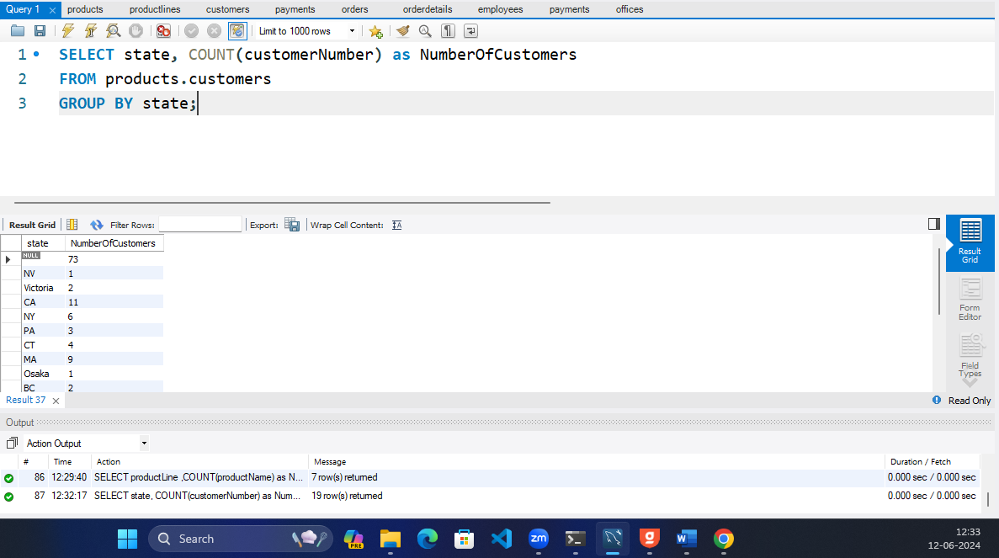 Query 1 products productlines customers payments orders orderdetails employees payments offices
Limit to 1000 rows
1 SELECT state, COUNT(customerNumber) as NumberOfCustomers
2 FROM products.customers
3 GROUP BY state;
Result Grid Filter Rows: Export: Wrap Cell Content:
state NumberOfCustomers
NULL 73
NV 1
Victoria 2
CA 11
NY 6
PA 3
CT 4
MA 9
Osaka 1
BC 2
Result
Grid
Form
Editor
Field
Types
Result 37 Read Only
Output
Action Output
# Time Action Message Duration / Fetch
86 12:29:40 SELECT productLine ,COUNT(productName) as N... 7 row(s) returned 0.000 sec / 0.000 sec
87 12:32:17 SELECT state, COUNT(customerNumber) as Num... 19 row(s) returned 0.000 sec / 0.000 sec
Search PRE zm g W
12:33
12-06-2024